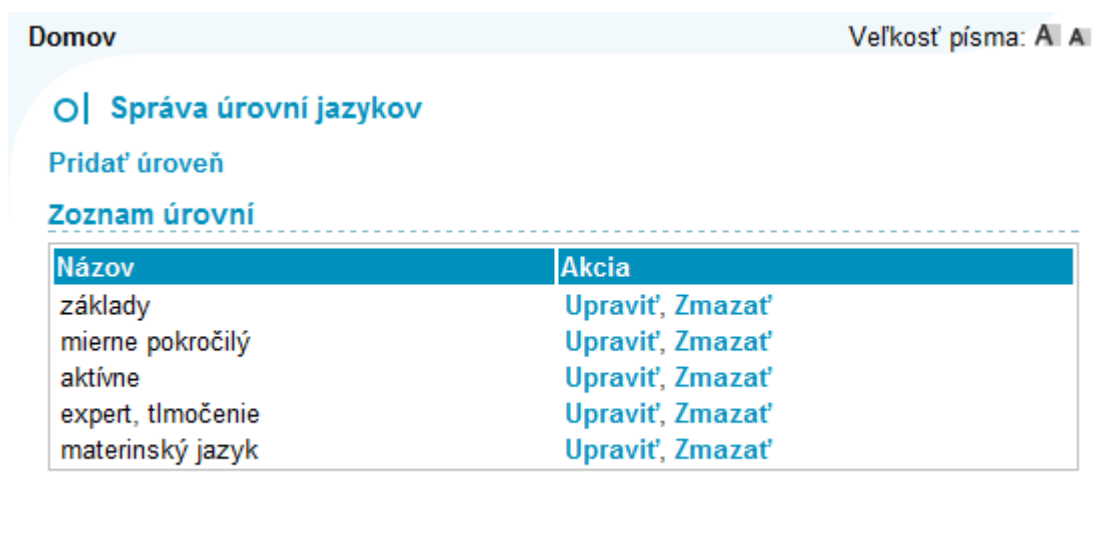 Domov Veľkosť písma: A A
Správa úrovní jazykov
Pridať úroveň
Zoznam úrovní
Názov Akcia
základy Upraviť, Zmazať
mierne pokročilý Upraviť, Zmazať
aktívne Upraviť, Zmazať
expert, tlmočenie Upraviť, Zmazať
materinský jazyk Upraviť, Zmazať